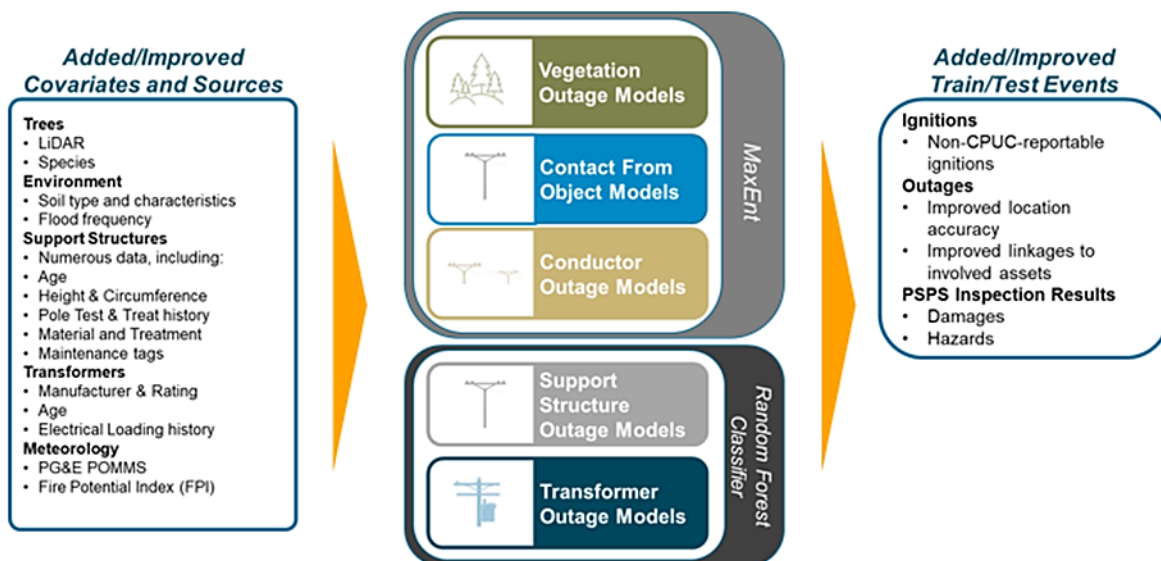 Added/Improved
Covariates and Sources
Trees
• LiDAR
• Species
Environment
• Soil type and characteristics
• Flood frequency
Support Structures
• Numerous data, including:
• Age
• Height & Circumference
• Pole Test & Treat history
• Material and Treatment
• Maintenance tags
Transformers
• Manufacturer & Rating
• Age
• Electrical Loading history
Meteorology
• PG&E POMMS
• Fire Potential Index (FPI)
Vegetation
Outage Models
Contact From
Object Models
Conductor
Outage Models
MaxEnt
Support
Structure
Outage Models
Transformer
Outage Models
Random Forest
Classifier
Added/Improved
Train/Test Events
Ignitions
• Non-CPUC-reportable
ignitions
Outages
• Improved location
accuracy
• Improved linkages to
involved assets
PSPS Inspection Results
• Damages
• Hazards